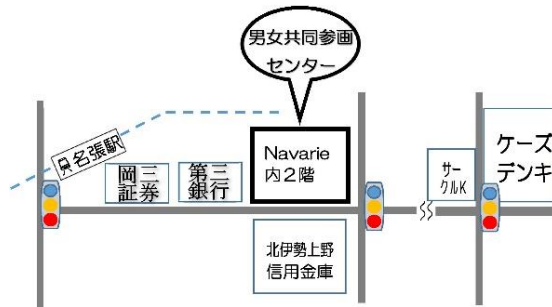 男女共同参画
センター
名張駅
岡三
証券
第三
銀行
Navarie
内2階
サー
クルK
ケーズ
デンキ
北伊勢上野
信用金庫